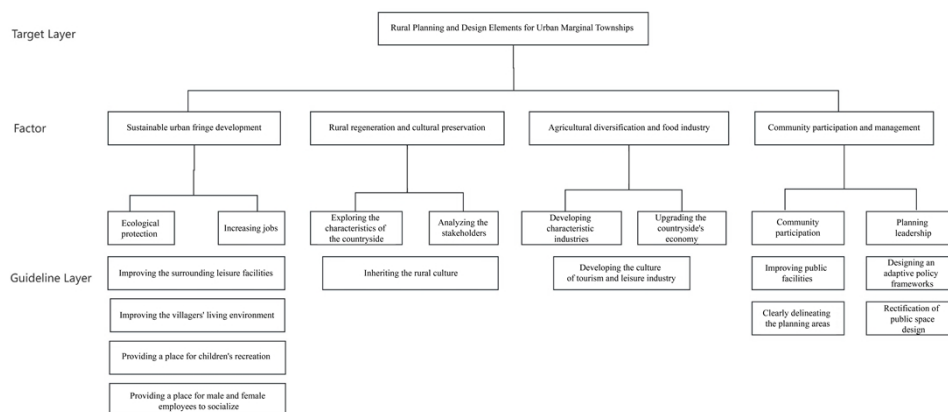 Target Layer
Rural Planning and Design Elements for Urban Marginal Townships
Factor
Sustainable urban fringe development
Rural regeneration and cultural preservation
Agricultural diversification and food industry
Community participation and management
Guideline Layer
Ecological
protection
Increasing jobs
Improving the surrounding leisure facilities
Improving the villagers' living environment
Providing a place for children's recreation
Providing a place for male and female
employees to socialize
Exploring the
characteristics of
the countryside
Analyzing the
stakeholders
Inheriting the rural culture
Developing
characteristic
industries
Upgrading the
countryside's
economy
Developing the culture
of tourism and leisure industry
Community
participation
Planning
leadership
Improving public
facilities
Designing an
adaptive policy
frameworks
Clearly delineating
the planning areas
Rectification of
public space
design